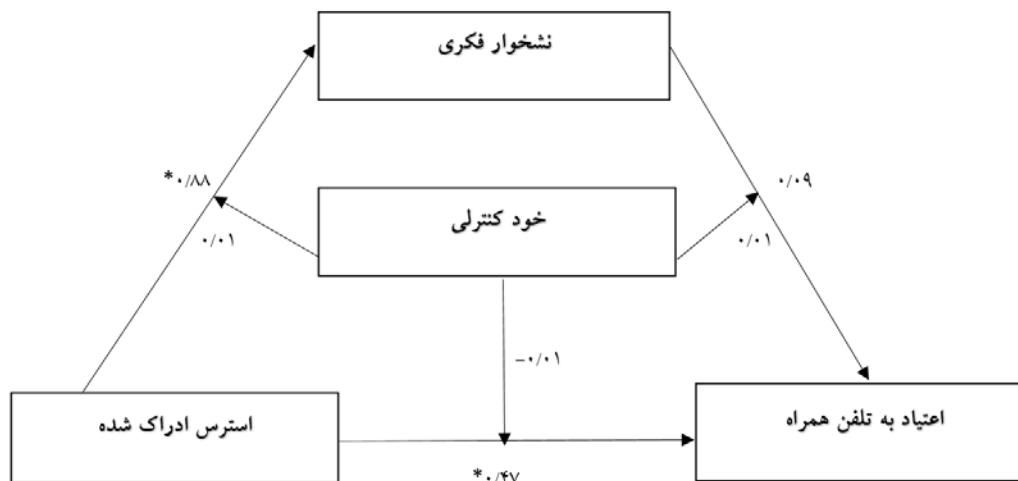 نشخوار فکری
*۰/۸۸
۰/۰۹
خود کنترلی
۰/۰۱
۰/۰۱
-۰/۰۱
استرس ادراک شده
اعتیاد به تلفن همراه
*۰/۴۷